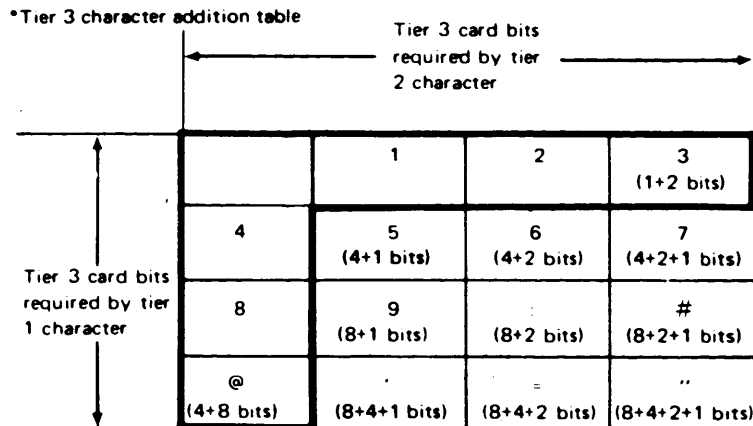 *Tier 3 character addition table
Tier 3 card bits
required by tier
2 character
1 2 3
(1+2 bits)
4 5 6 7
(4+1 bits) (4+2 bits) (4+2+1 bits)
Tier 3 card bits
required by tier
1 character
8 9 : #
(8+1 bits) (8+2 bits) (8+2+1 bits)
@ ' = "
(4+8 bits) (8+4+1 bits) (8+4+2 bits) (8+4+2+1 bits)